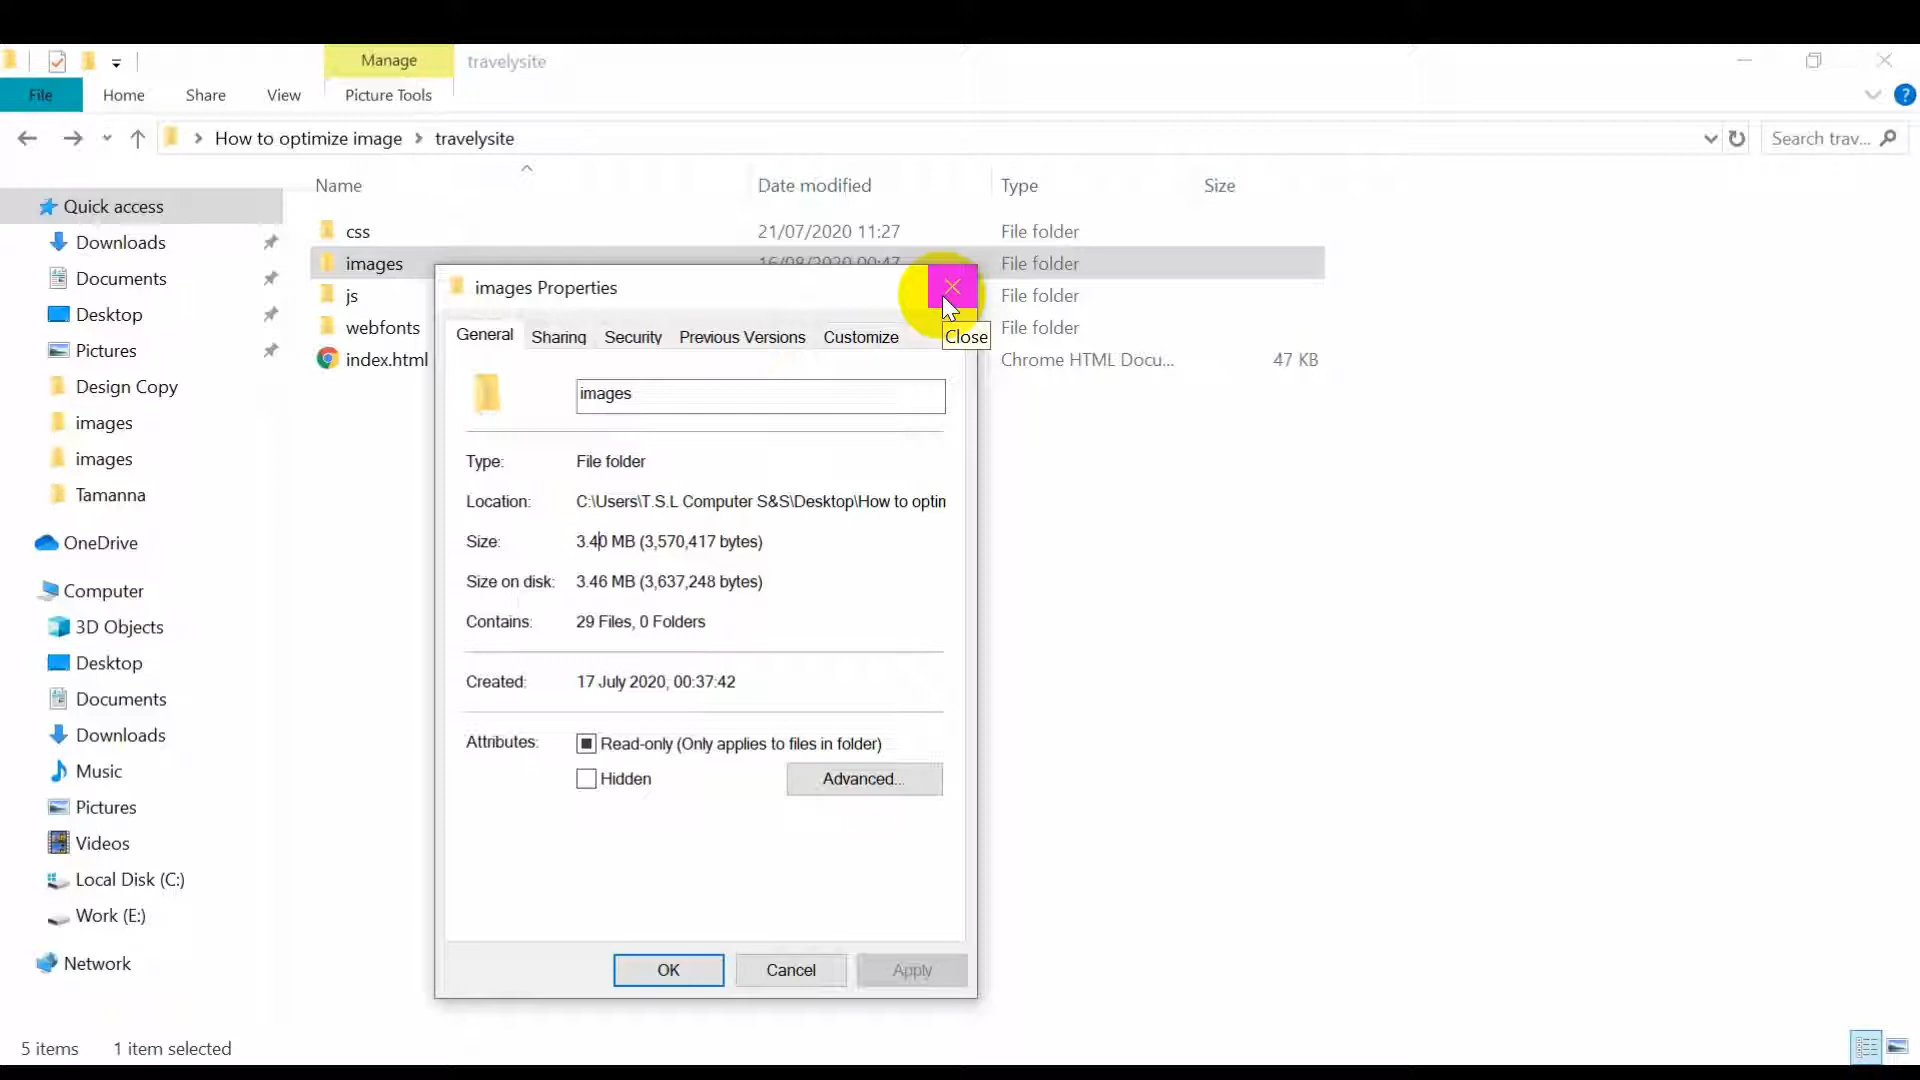 Manage
travelysite
File
Home
Share
View
Picture Tools
How to optimize image
travelysite
Search trav...
Name
Date modified
Type
Size
Quick access
Downloads
Documents
Desktop
Pictures
Design Copy
images
images
Tamanna
OneDrive
Computer
3D Objects
Desktop
Documents
Downloads
Music
Pictures
Videos
Local Disk (C:)
Work (E:)
Network
css
21/07/2020 11:27
File folder
images
16/08/2020 00:47
File folder
js
File folder
webfonts
File folder
index.html
Chrome HTML Docu...
47 KB
images Properties
Close
General
Sharing
Security
Previous Versions
Customize
images
Type:
File folder
Location:
C:\Users\T.S.L Computer S&S\Desktop\How to optin
Size:
3.40 MB (3,570,417 bytes)
Size on disk:
3.46 MB (3,637,248 bytes)
Contains:
29 Files, 0 Folders
Created:
17 July 2020, 00:37:42
Attributes:
Read-only (Only applies to files in folder)
Hidden
Advanced...
OK
Cancel
Apply
5 items
1 item selected